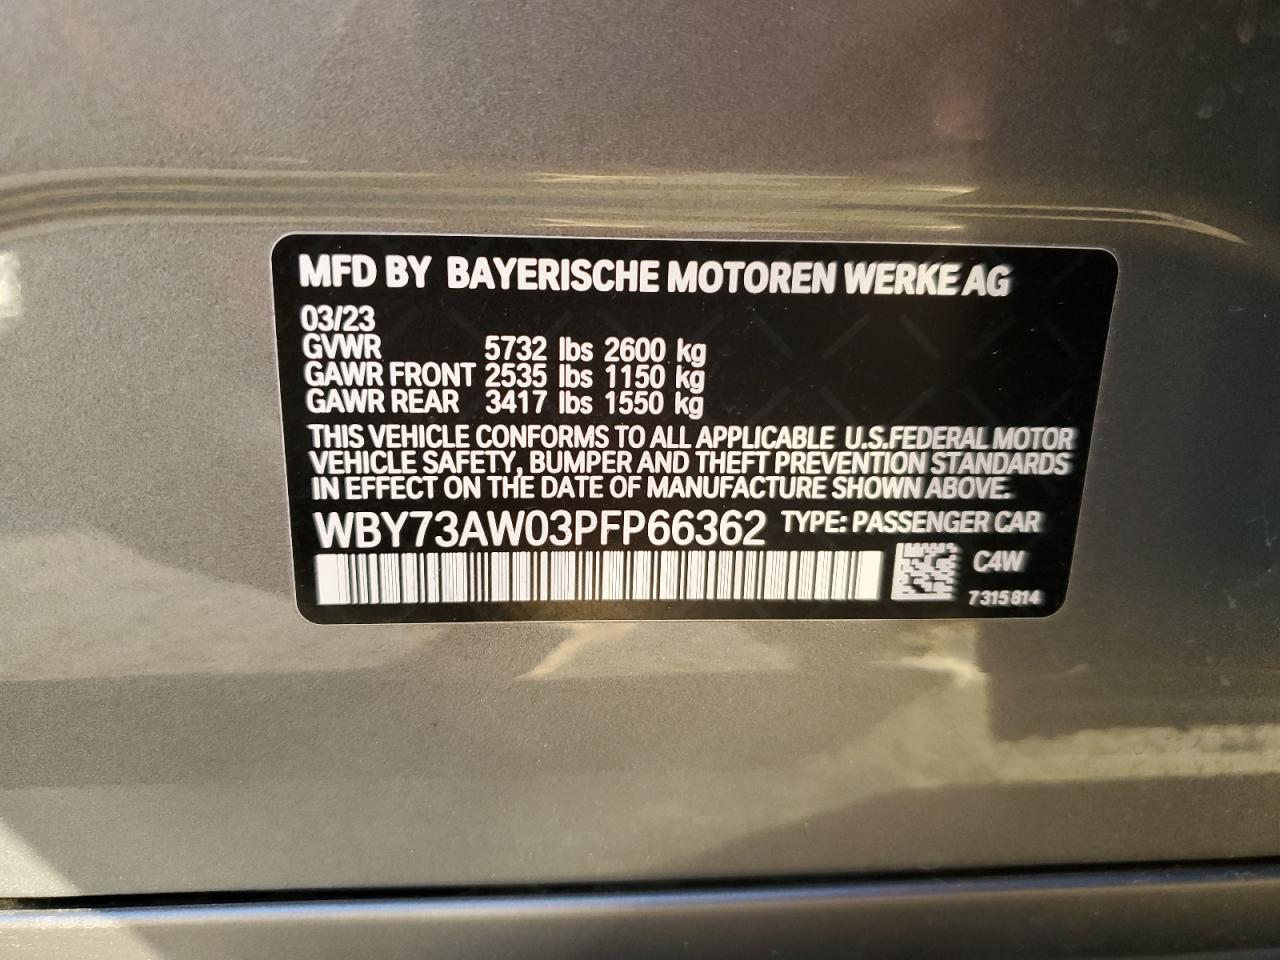 MFD BY BAYERISCHE MOTOREN WERKE AG
03/23
GVWR 5732 lbs 2600 kg
GAWR FRONT 2535 lbs 1150 kg
GAWR REAR 3417 lbs 1550 kg
THIS VEHICLE CONFORMS TO ALL APPLICABLE U.S.FEDERAL MOTOR
VEHICLE SAFETY, BUMPER AND THEFT PREVENTION STANDARDS
IN EFFECT ON THE DATE OF MANUFACTURE SHOWN ABOVE.
WBY73AW03PFP66362 TYPE: PASSENGER CAR
C4W
7315814